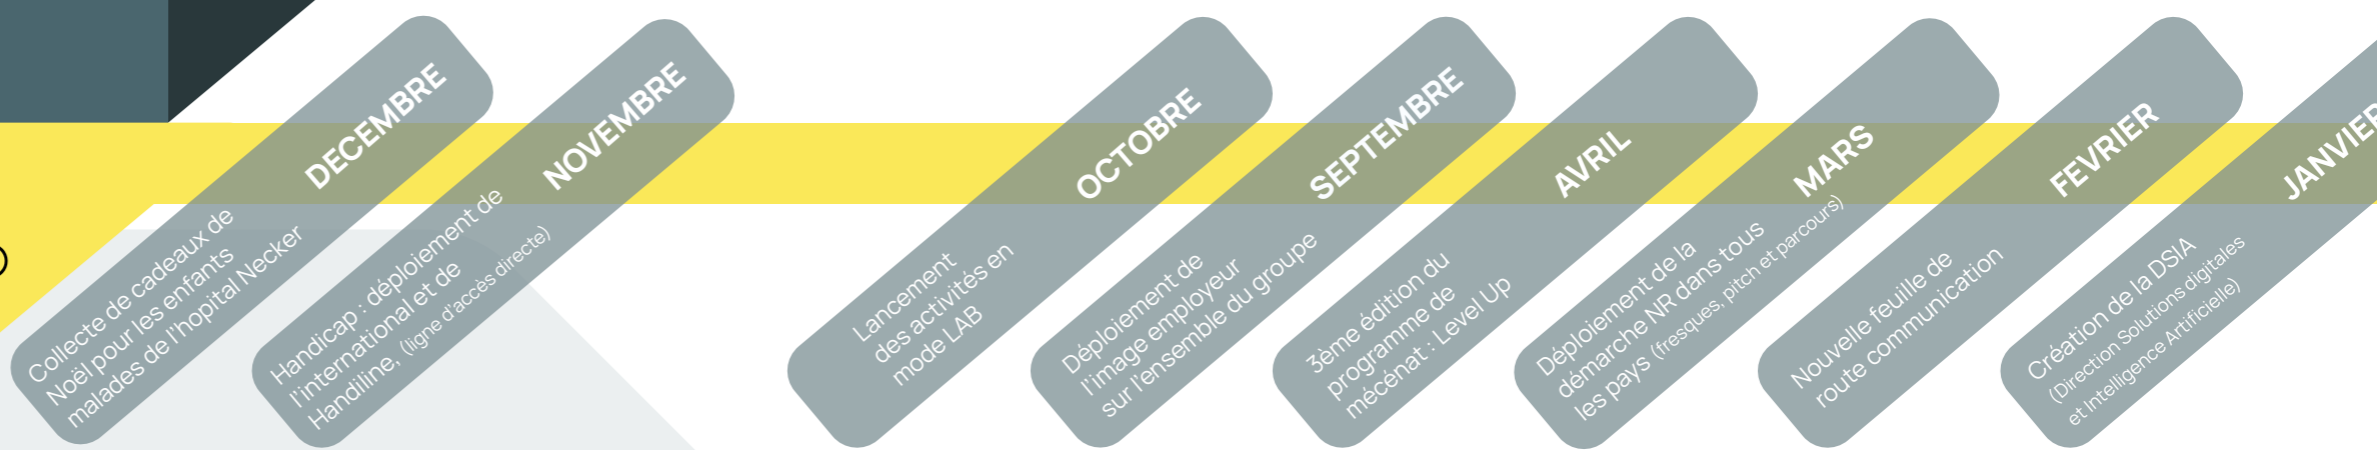 DECEMBRE
Collecte de cadeaux de
Noël pour les enfants
malades de l'hopital Necker
NOVEMBRE
Handicap : déploiement de
l'international et de
Handiline, (ligne d'accès directe)
OCTOBRE
Lancement
des activités en
mode LAB
SEPTEMBRE
Déploiement de
l'image employeur
sur l'ensemble du groupe
AVRIL
3ème édition du
programme de
mécénat : Level Up
MARS
Déploiement de la
démarche NR dans tous
les pays (fresques, pitch et parcours)
FEVRIER
Nouvelle feuille de
route communication
JANVIER
Création de la DSIA
(Direction Solutions digitales
et Intelligence Artificielle)